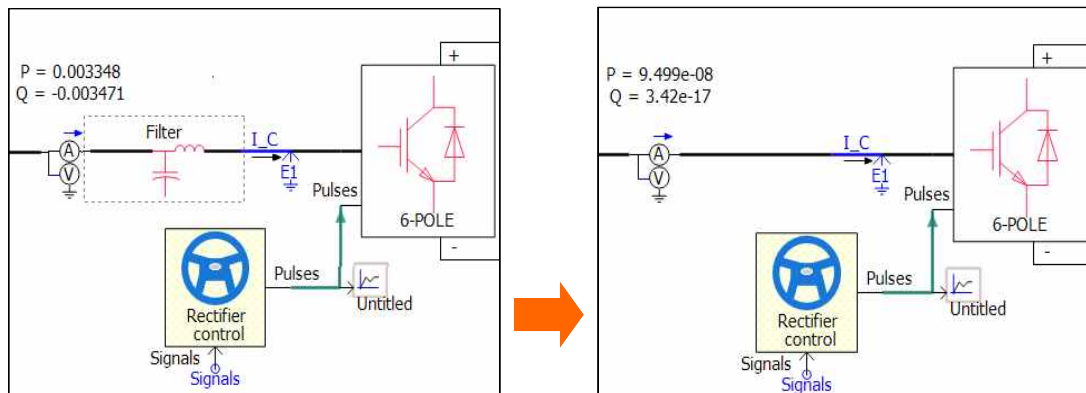 P = 0.003348
Q = -0.003471
A
V
Filter
I_C
E1
+
6-POLE
-
Pulses
Pulses
Untitled
Rectifier
control
Signals
Signals
P = 9.499e-08
Q = 3.42e-17
A
V
I_C
E1
+
6-POLE
-
Pulses
Pulses
Untitled
Rectifier
control
Signals
Signals